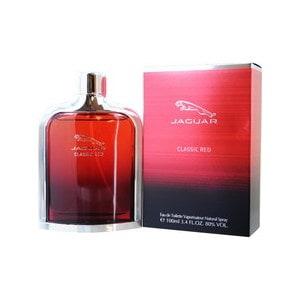 JAGUAR
CLASSIC RED
JAGUAR
CLASSIC RED
Eau de Toilette Vaporisateur Natural Spray
℮ 100ml 3.4 FL.OZ. 80% VOL.